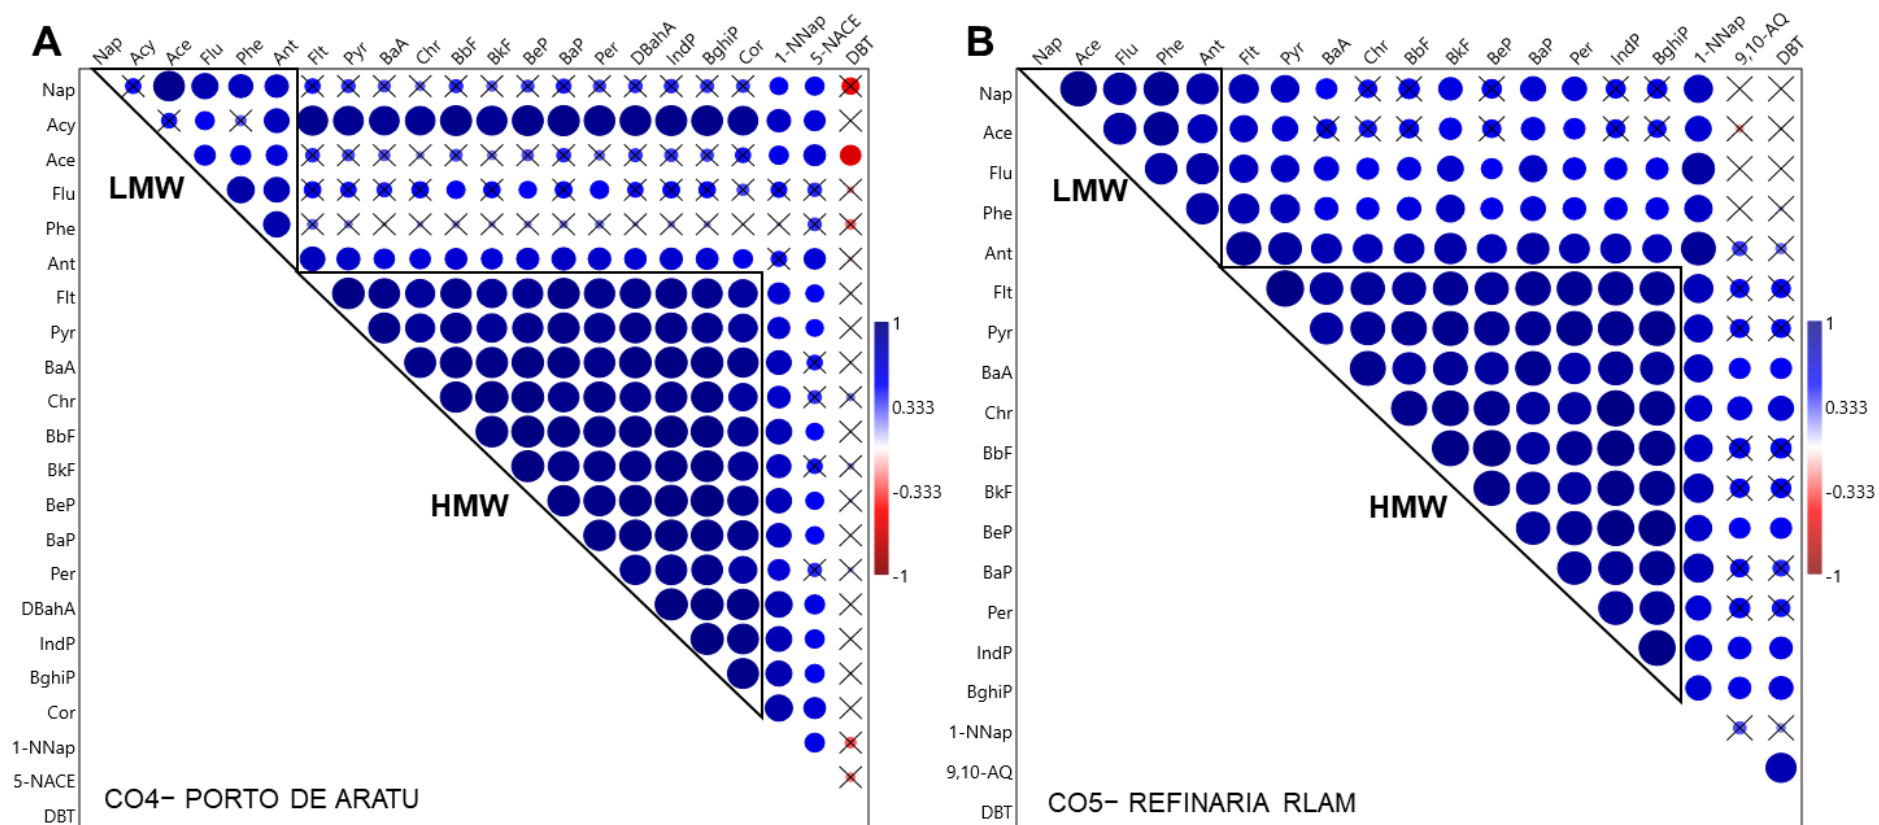 A
Nap Acy Ace Flu Phe Ant Flt Pyr BaA Chr BbF BkF BeP BaP Per DBahA IndP BghiP Cor 1-NNap 5-NACE DBT
Nap
Acy
Ace
Flu
Phe
Ant
Flt
Pyr
BaA
Chr
BbF
BkF
BeP
BaP
Per
DBahA
IndP
BghiP
Cor
1-NNap
5-NACE
DBT
LMW
HMW
CO4− PORTO DE ARATU
1
0.333
-0.333
-1
B
Nap Ace Flu Phe Ant Flt Pyr BaA Chr BbF BkF BeP BaP Per IndP BghiP 1-NNap 9,10-AQ DBT
Nap
Ace
Flu
Phe
Ant
Flt
Pyr
BaA
Chr
BbF
BkF
BeP
BaP
Per
IndP
BghiP
1-NNap
9,10-AQ
DBT
LMW
HMW
CO5− REFINARIA RLAM
1
0.333
-0.333
-1